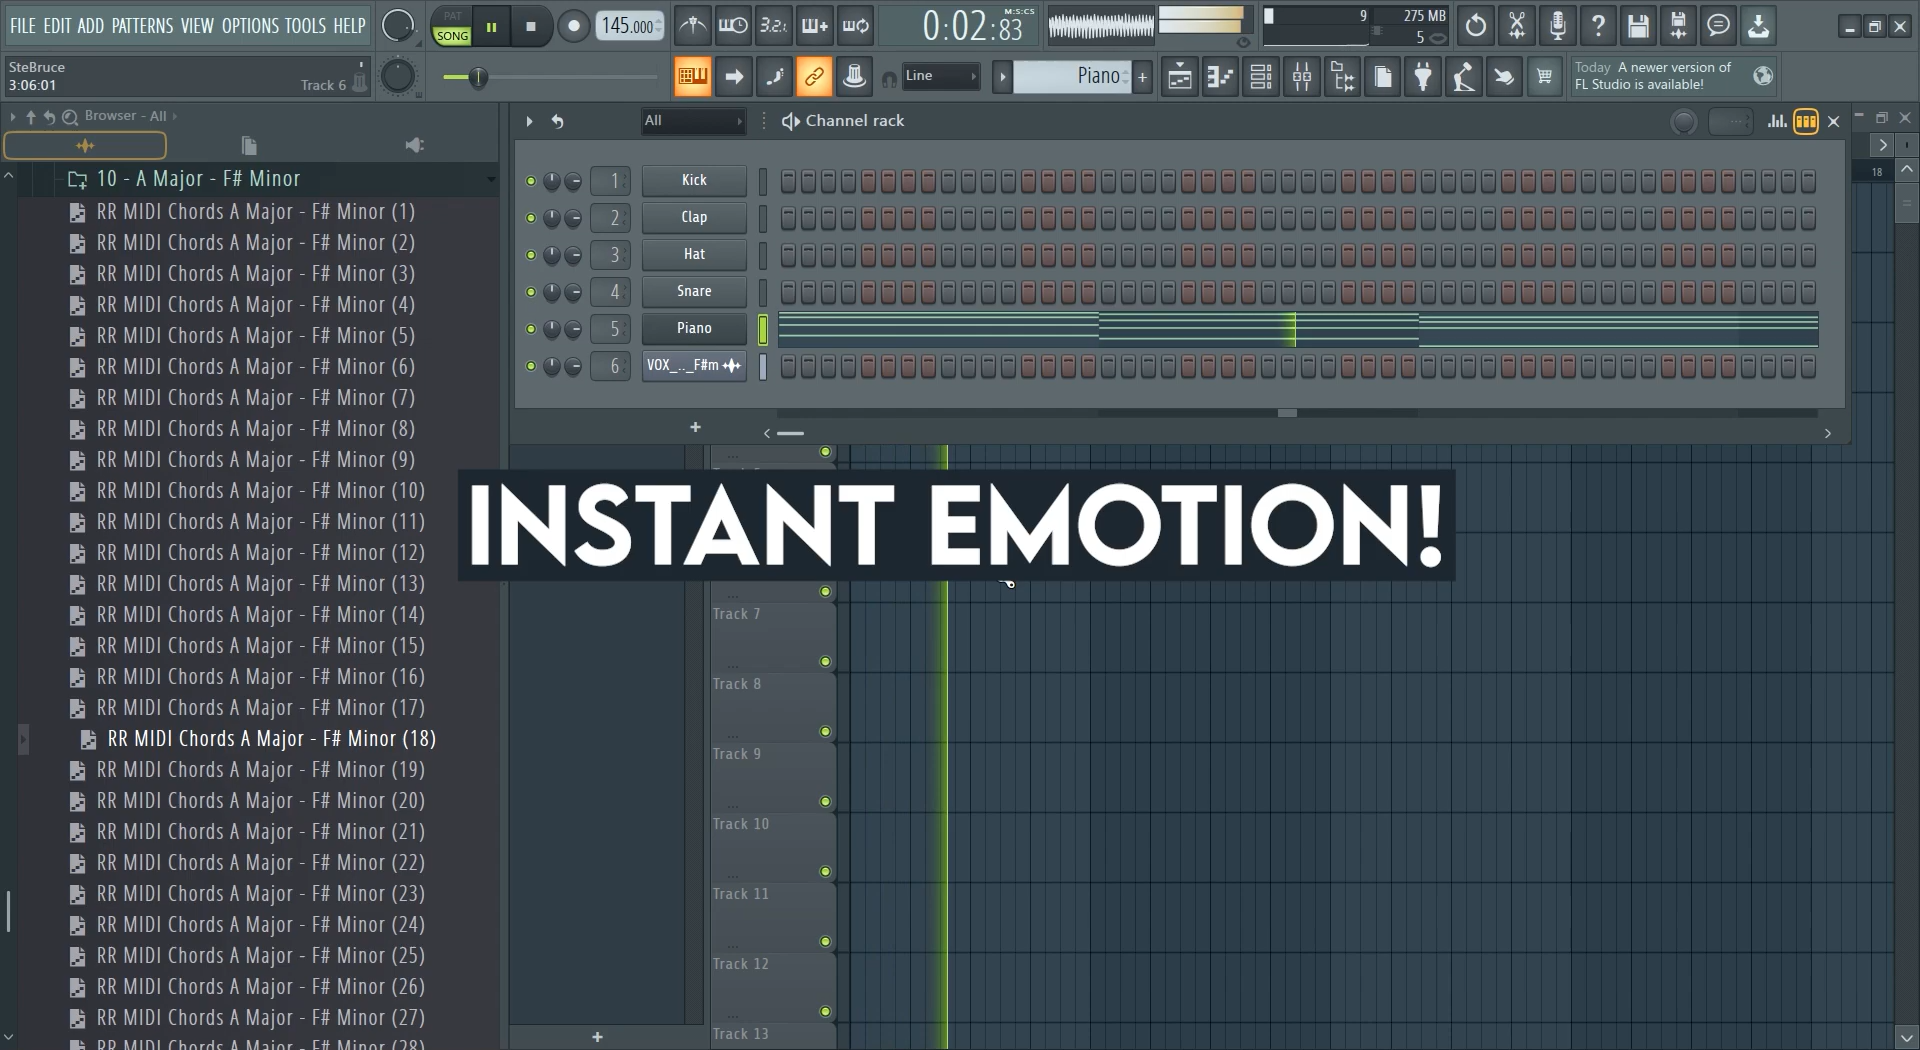 FILE EDIT ADD PATTERNS VIEW OPTIONS TOOLS HELP
PAT
SONG
145.000
3.2.1
0:02:83
M:S:CS
9
275 MB
5
SteBruce
3:06:01
Track 6
Line
Piano
Today A newer version of
FL Studio is available!
Browser - All
All
Channel rack
18
10 - A Major - F# Minor
RR MIDI Chords A Major - F# Minor (1)
RR MIDI Chords A Major - F# Minor (2)
RR MIDI Chords A Major - F# Minor (3)
RR MIDI Chords A Major - F# Minor (4)
RR MIDI Chords A Major - F# Minor (5)
RR MIDI Chords A Major - F# Minor (6)
RR MIDI Chords A Major - F# Minor (7)
RR MIDI Chords A Major - F# Minor (8)
RR MIDI Chords A Major - F# Minor (9)
RR MIDI Chords A Major - F# Minor (10)
RR MIDI Chords A Major - F# Minor (11)
RR MIDI Chords A Major - F# Minor (12)
RR MIDI Chords A Major - F# Minor (13)
RR MIDI Chords A Major - F# Minor (14)
RR MIDI Chords A Major - F# Minor (15)
RR MIDI Chords A Major - F# Minor (16)
RR MIDI Chords A Major - F# Minor (17)
RR MIDI Chords A Major - F# Minor (18)
RR MIDI Chords A Major - F# Minor (19)
RR MIDI Chords A Major - F# Minor (20)
RR MIDI Chords A Major - F# Minor (21)
RR MIDI Chords A Major - F# Minor (22)
RR MIDI Chords A Major - F# Minor (23)
RR MIDI Chords A Major - F# Minor (24)
RR MIDI Chords A Major - F# Minor (25)
RR MIDI Chords A Major - F# Minor (26)
RR MIDI Chords A Major - F# Minor (27)
RR MIDI Chords A Major - F# Minor (28)
1 Kick
2 Clap
3 Hat
4 Snare
5 Piano
6 VOX_.._F#m
INSTANT EMOTION!
Track 7
Track 8
Track 9
Track 10
Track 11
Track 12
Track 13